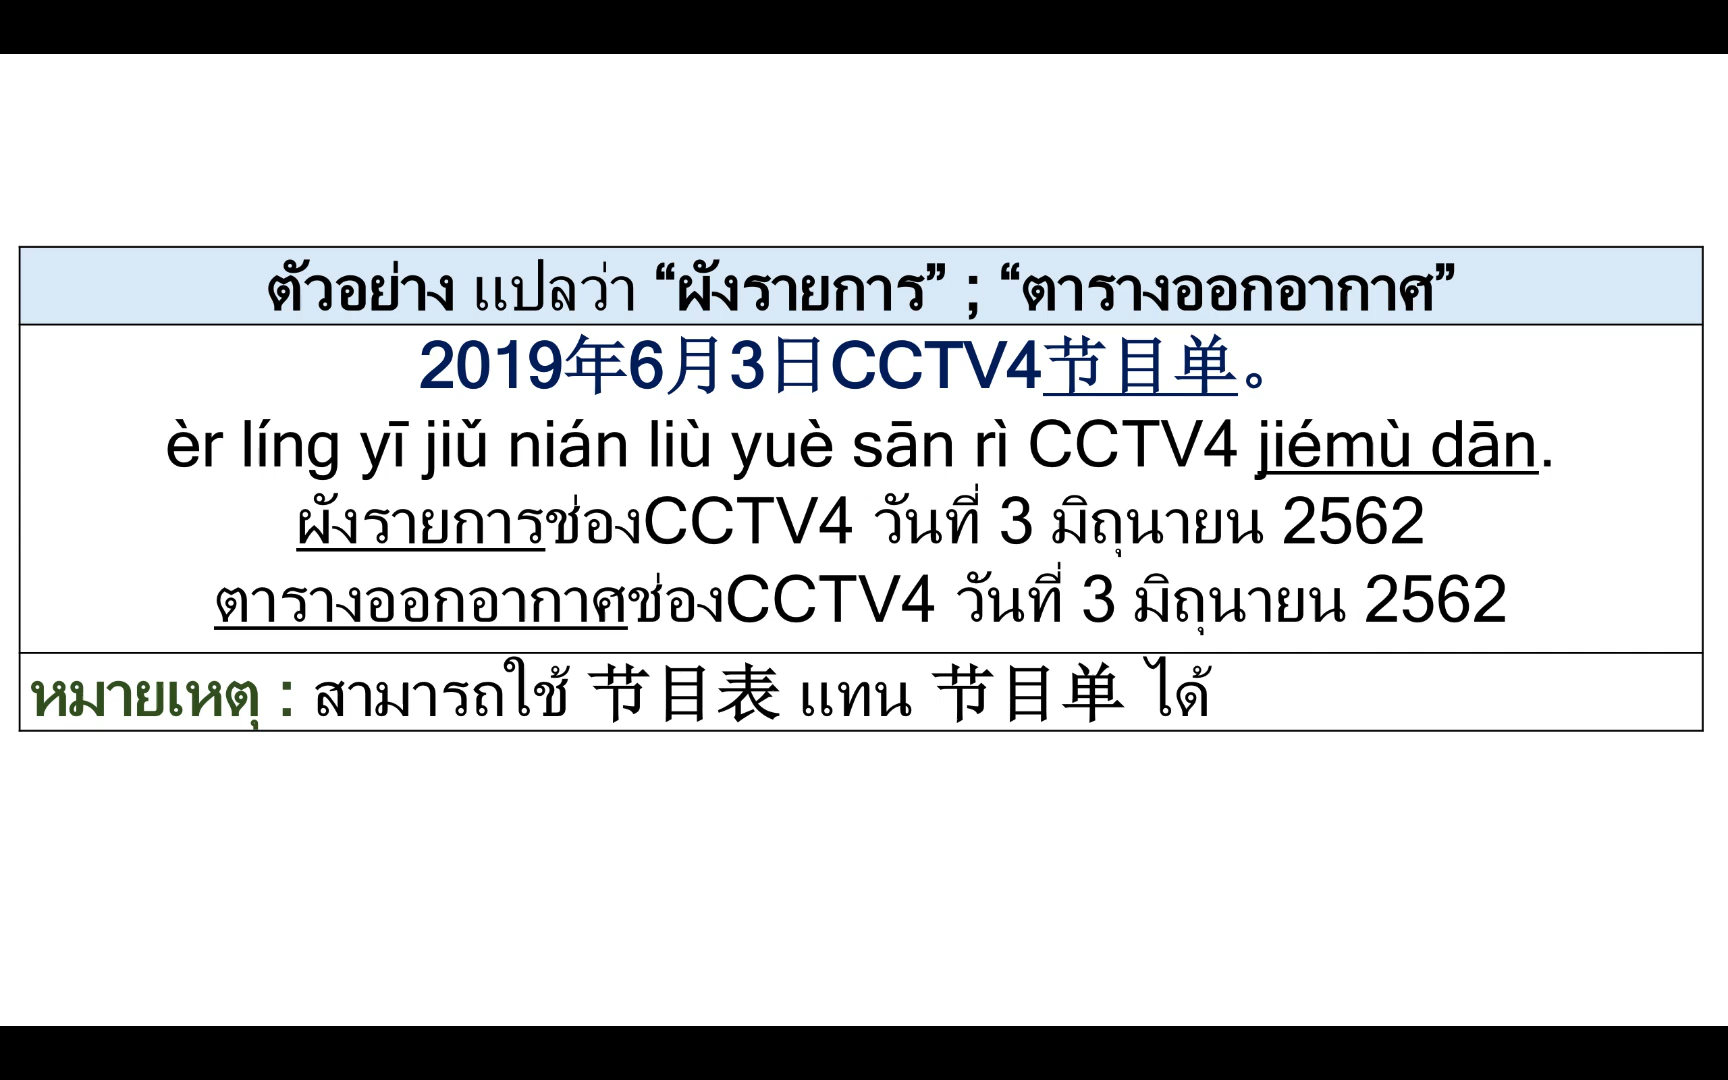 ตัวอย่าง แปลว่า “ผังรายการ” ; “ตารางออกอากาศ”
2019年6月3日CCTV4节目单。
èr líng yī jiǔ nián liù yuè sān rì CCTV4 jiémù dān.
ผังรายการช่องCCTV4 วันที่ 3 มิถุนายน 2562
ตารางออกอากาศช่องCCTV4 วันที่ 3 มิถุนายน 2562
หมายเหตุ : สามารถใช้ 节目表 แทน 节目单 ได้